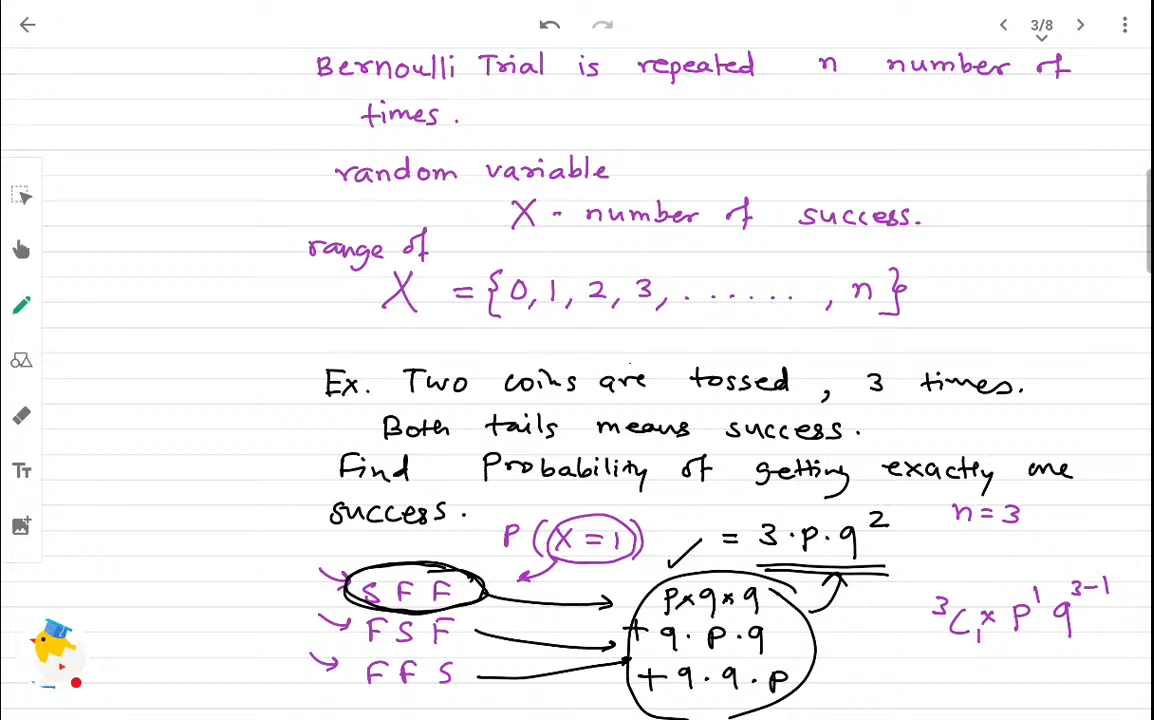 3/8
Bernoulli Trial is repeated n number of
times.
random variable
X - number of success.
range of
X = {0, 1, 2, 3, ......, n}
Ex. Two coins are tossed, 3 times.
Both tails means success.
Find Probability of getting exactly one
success.
n = 3
P (X = 1)
= 3 · p · q²
S F F
p × q × q
F S F
+ q · p · q
F F S
+ q · q · p
³C₁ × p¹ q³⁻¹
Tт